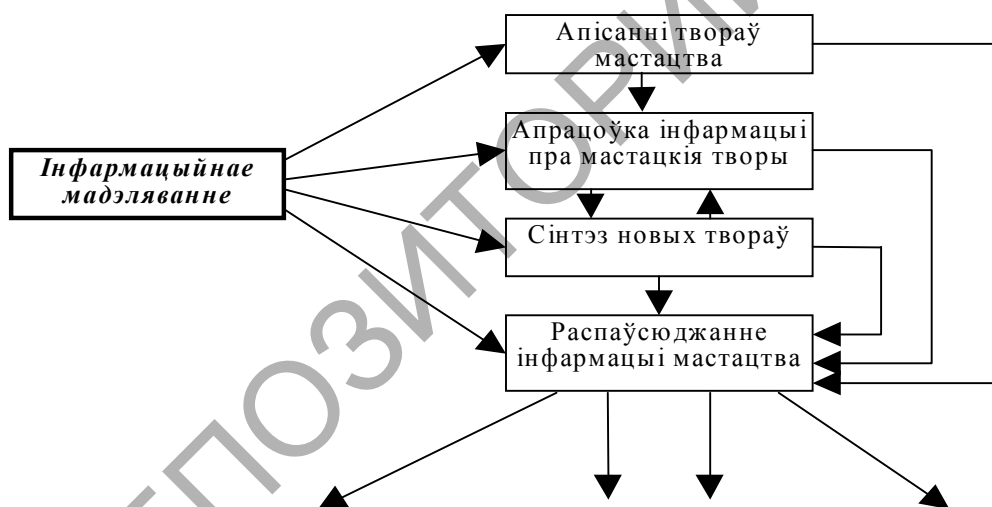 Апісанні твораў
мастацтва
Апрацоўка інфармацыі
пра мастацкія творы
Інфармацыйнае
мадэляванне
Сінтэз новых твораў
Распаўсюджанне
інфармацыі мастацтва